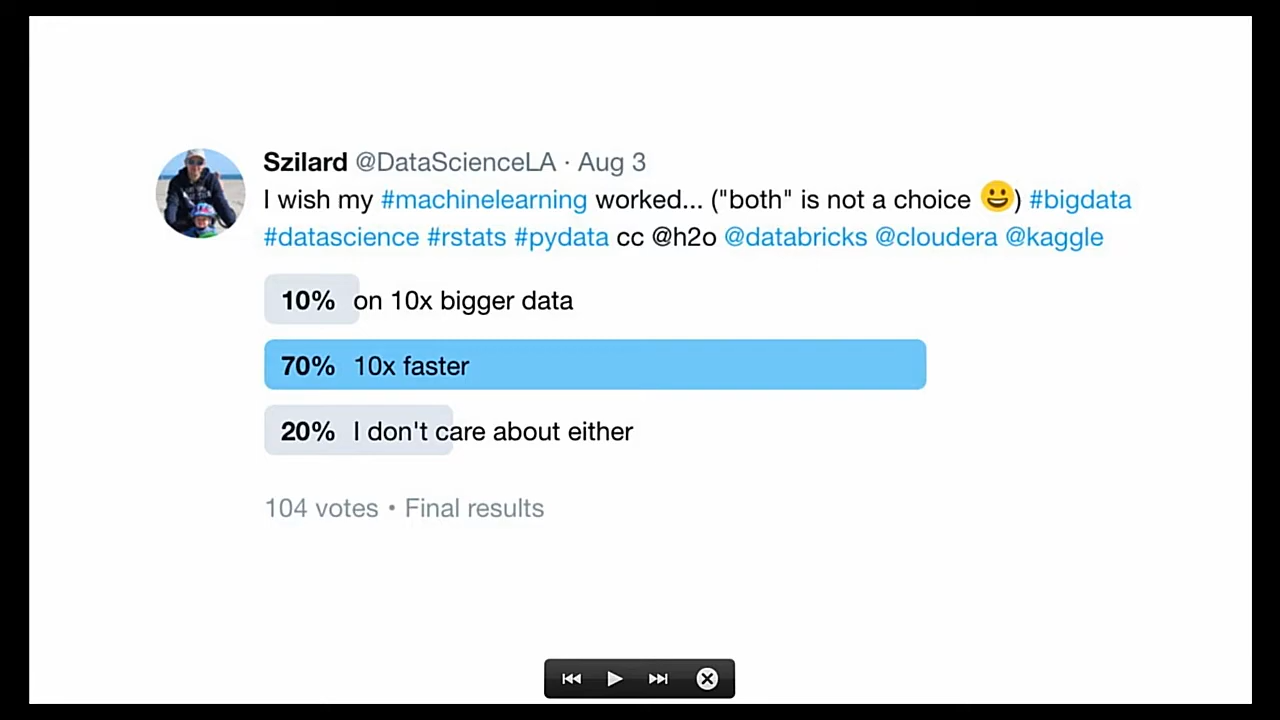 Szilard @DataScienceLA · Aug 3
I wish my #machinelearning worked... ("both" is not a choice 😀) #bigdata
#datascience #rstats #pydata cc @h2o @databricks @cloudera @kaggle
10% on 10x bigger data
70% 10x faster
20% I don't care about either
104 votes • Final results